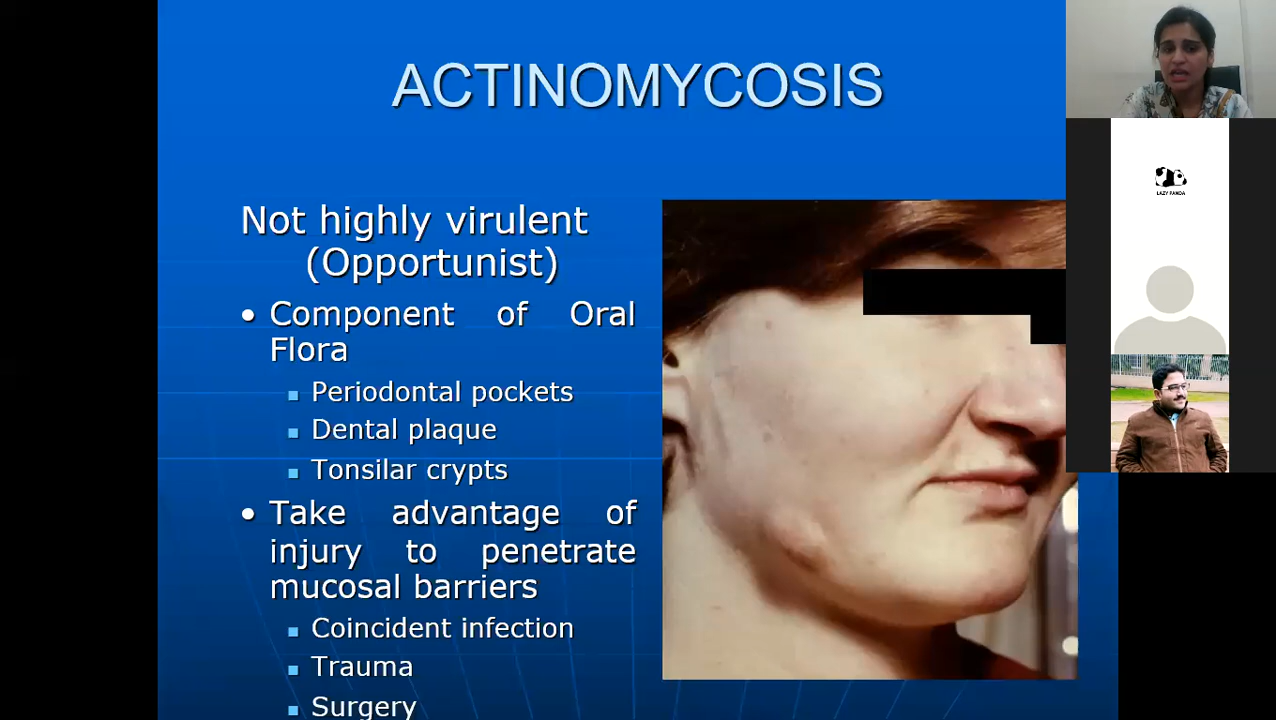 ACTINOMYCOSIS
Not highly virulent
(Opportunist)
• Component of Oral
Flora
▪ Periodontal pockets
▪ Dental plaque
▪ Tonsilar crypts
• Take advantage of
injury to penetrate
mucosal barriers
▪ Coincident infection
▪ Trauma
▪ Surgery
LAZY PANDA